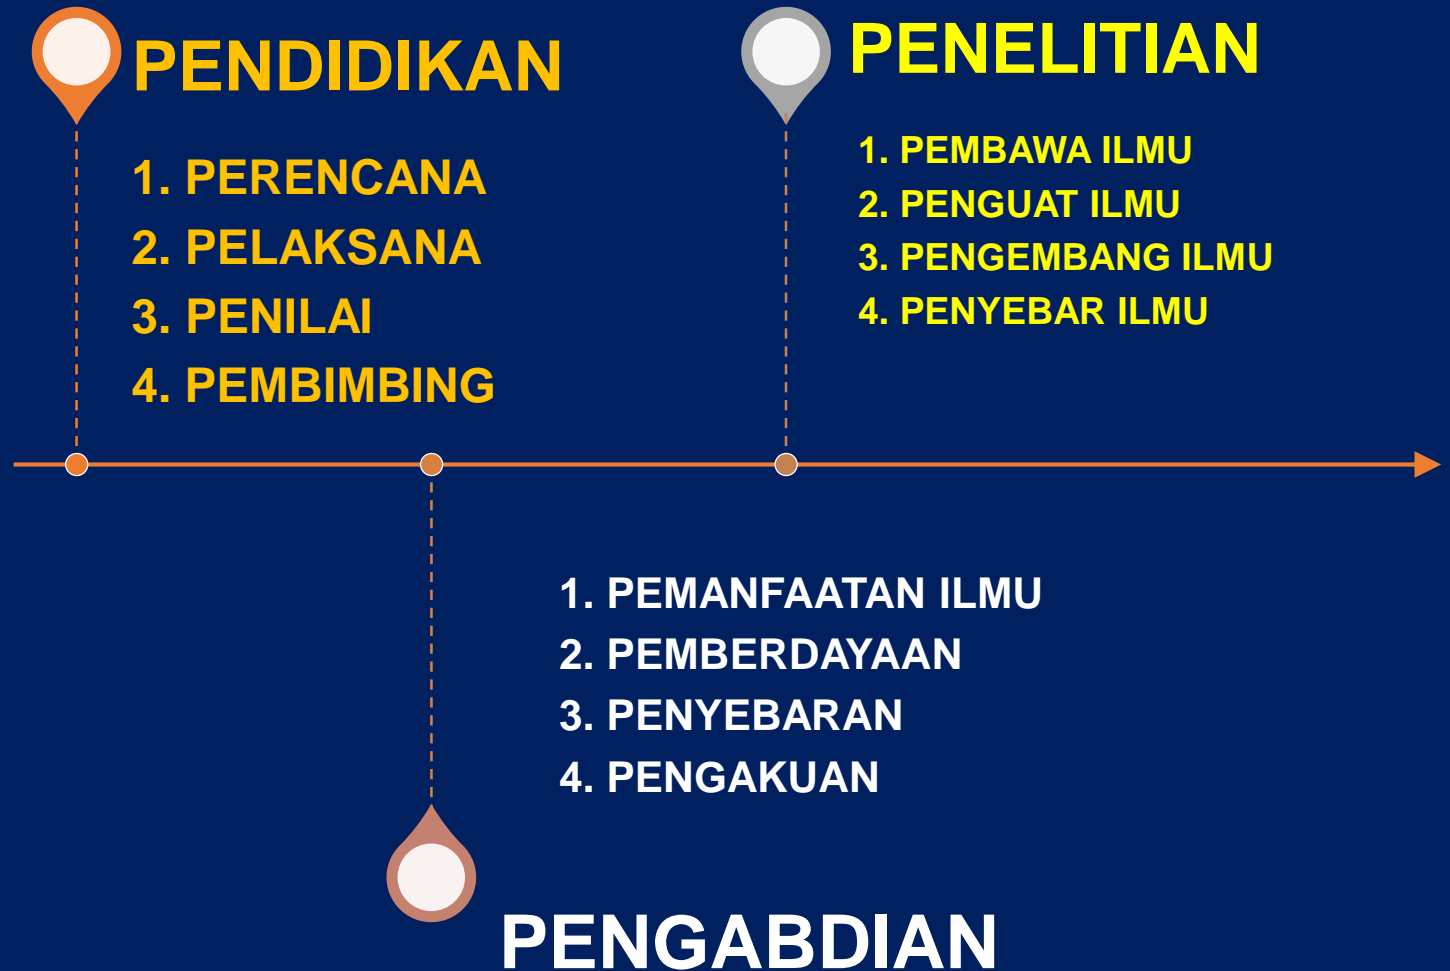 PENDIDIKAN
1. PERENCANA
2. PELAKSANA
3. PENILAI
4. PEMBIMBING
PENELITIAN
1. PEMBAWA ILMU
2. PENGUAT ILMU
3. PENGEMBANG ILMU
4. PENYEBAR ILMU
1. PEMANFAATAN ILMU
2. PEMBERDAYAAN
3. PENYEBARAN
4. PENGAKUAN
PENGABDIAN